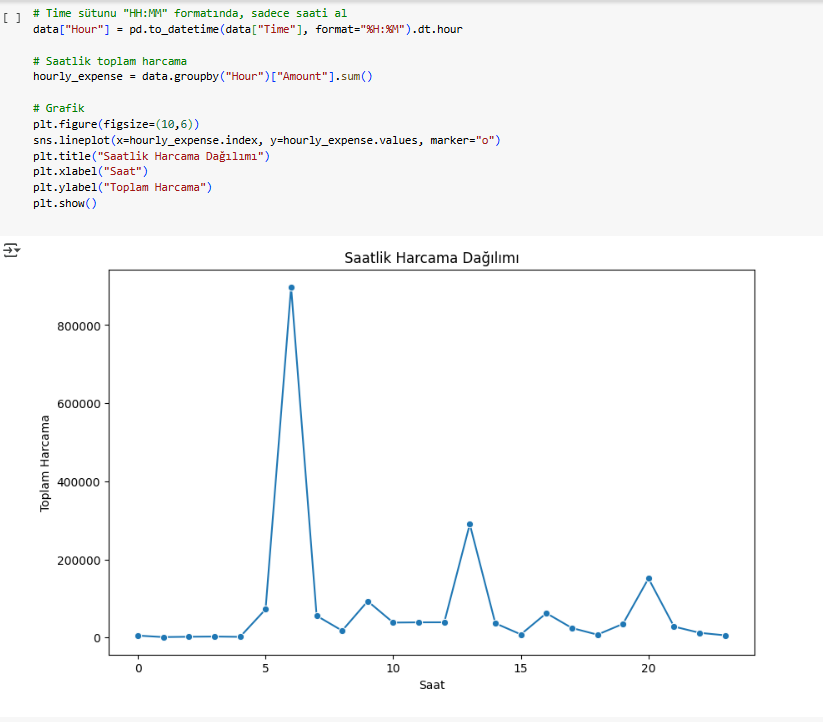 [ ]
# Time sütunu "HH:MM" formatında, sadece saati al
data["Hour"] = pd.to_datetime(data["Time"], format="%H:%M").dt.hour
# Saatlik toplam harcama
hourly_expense = data.groupby("Hour")["Amount"].sum()
# Grafik
plt.figure(figsize=(10,6))
sns.lineplot(x=hourly_expense.index, y=hourly_expense.values, marker="o")
plt.title("Saatlik Harcama Dağılımı")
plt.xlabel("Saat")
plt.ylabel("Toplam Harcama")
plt.show()
Saatlik Harcama Dağılımı
Toplam Harcama
800000
600000
400000
200000
0
0 5 10 15 20
Saat